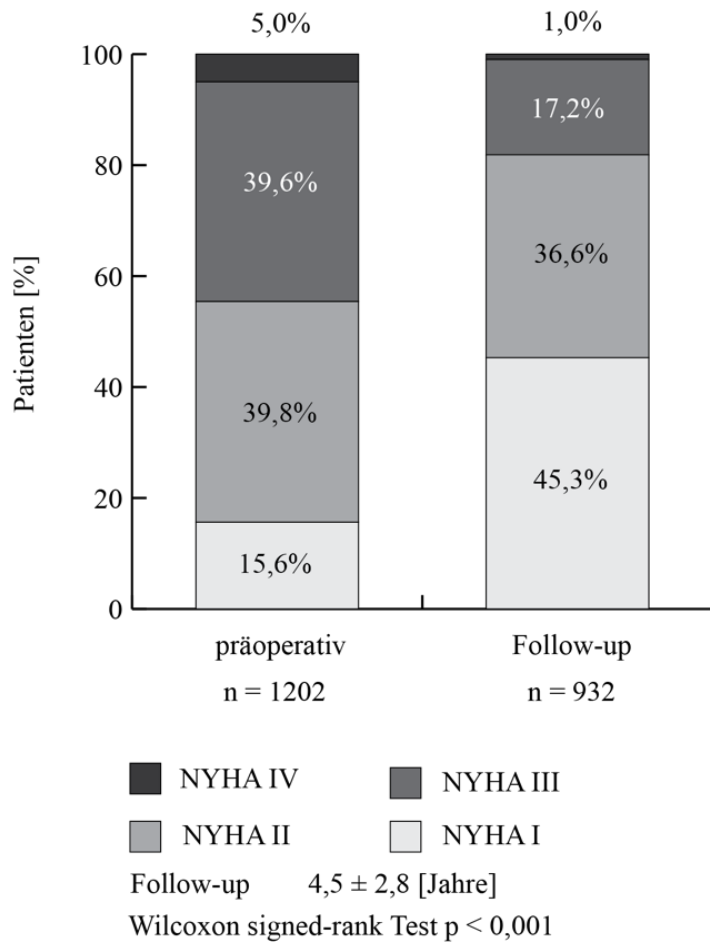 5,0% 1,0%
100
17,2%
80
39,6%
36,6%
60
Patienten [%]
40
39,8%
45,3%
20
15,6%
0
präoperativ Follow-up
n = 1202 n = 932
NYHA IV NYHA III
NYHA II NYHA I
Follow-up 4,5 ± 2,8 [Jahre]
Wilcoxon signed-rank Test p < 0,001